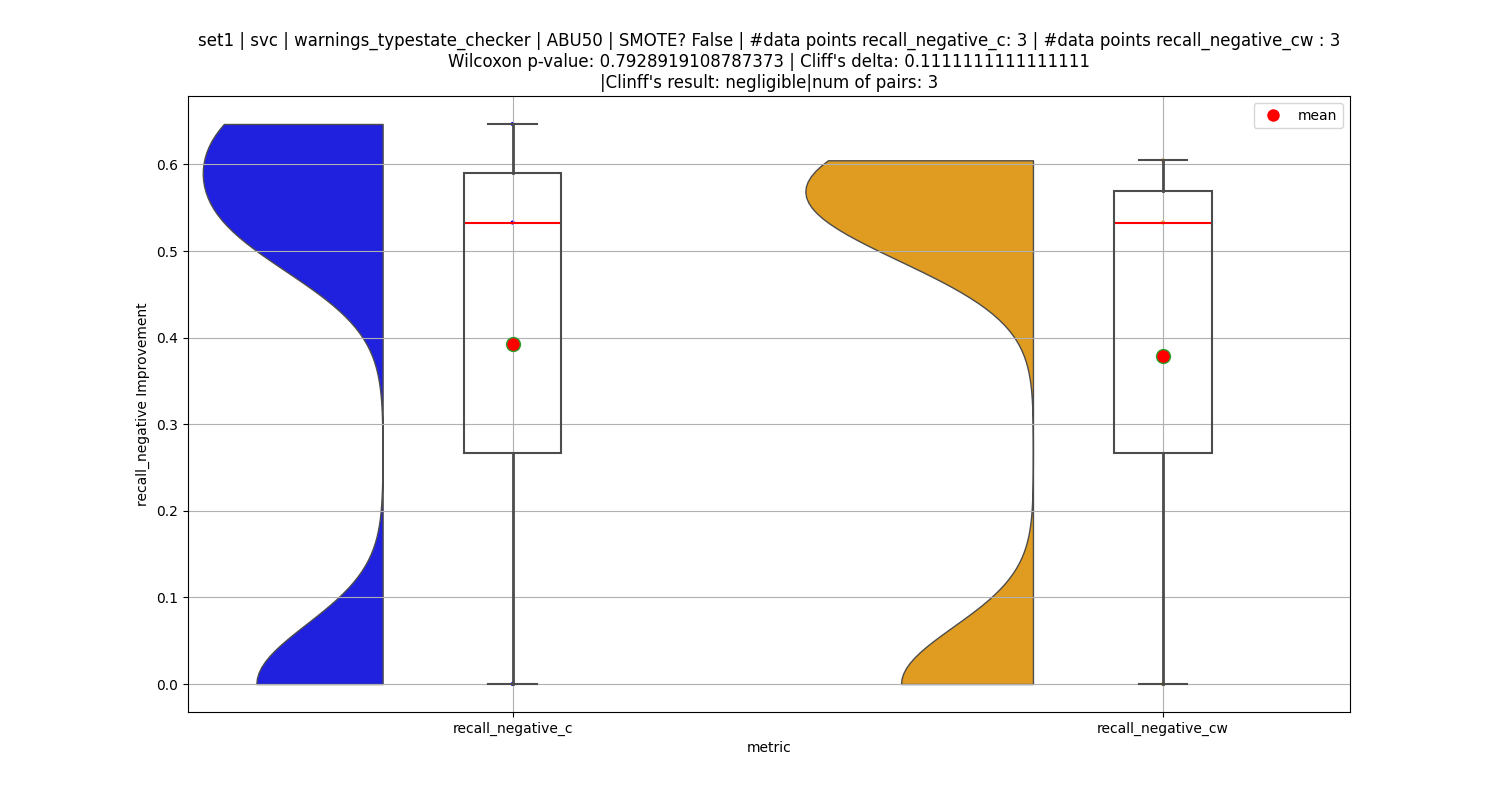 set1 | svc | warnings_typestate_checker | ABU50 | SMOTE? False | #data points recall_negative_c: 3 | #data points recall_negative_cw : 3
Wilcoxon p-value: 0.7928919108787373 | Cliff's delta: 0.1111111111111111
|Clinff's result: negligible|num of pairs: 3
mean
0.6
0.5
0.4
0.3
0.2
0.1
0.0
recall_negative Improvement
recall_negative_c
recall_negative_cw
metric